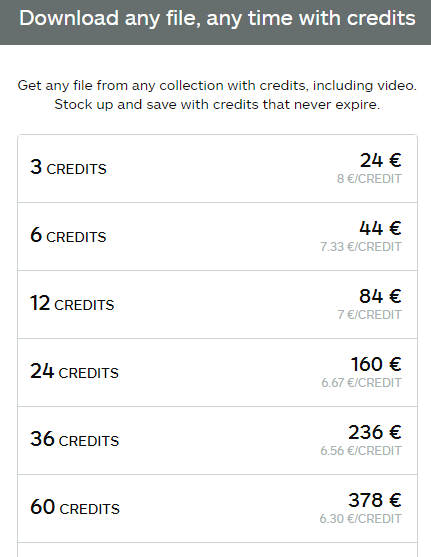 Download any file, any time with credits
Get any file from any collection with credits, including video.
Stock up and save with credits that never expire.
3 CREDITS 24 €
8 €/CREDIT
6 CREDITS 44 €
7.33 €/CREDIT
12 CREDITS 84 €
7 €/CREDIT
24 CREDITS 160 €
6.67 €/CREDIT
36 CREDITS 236 €
6.56 €/CREDIT
60 CREDITS 378 €
6.30 €/CREDIT